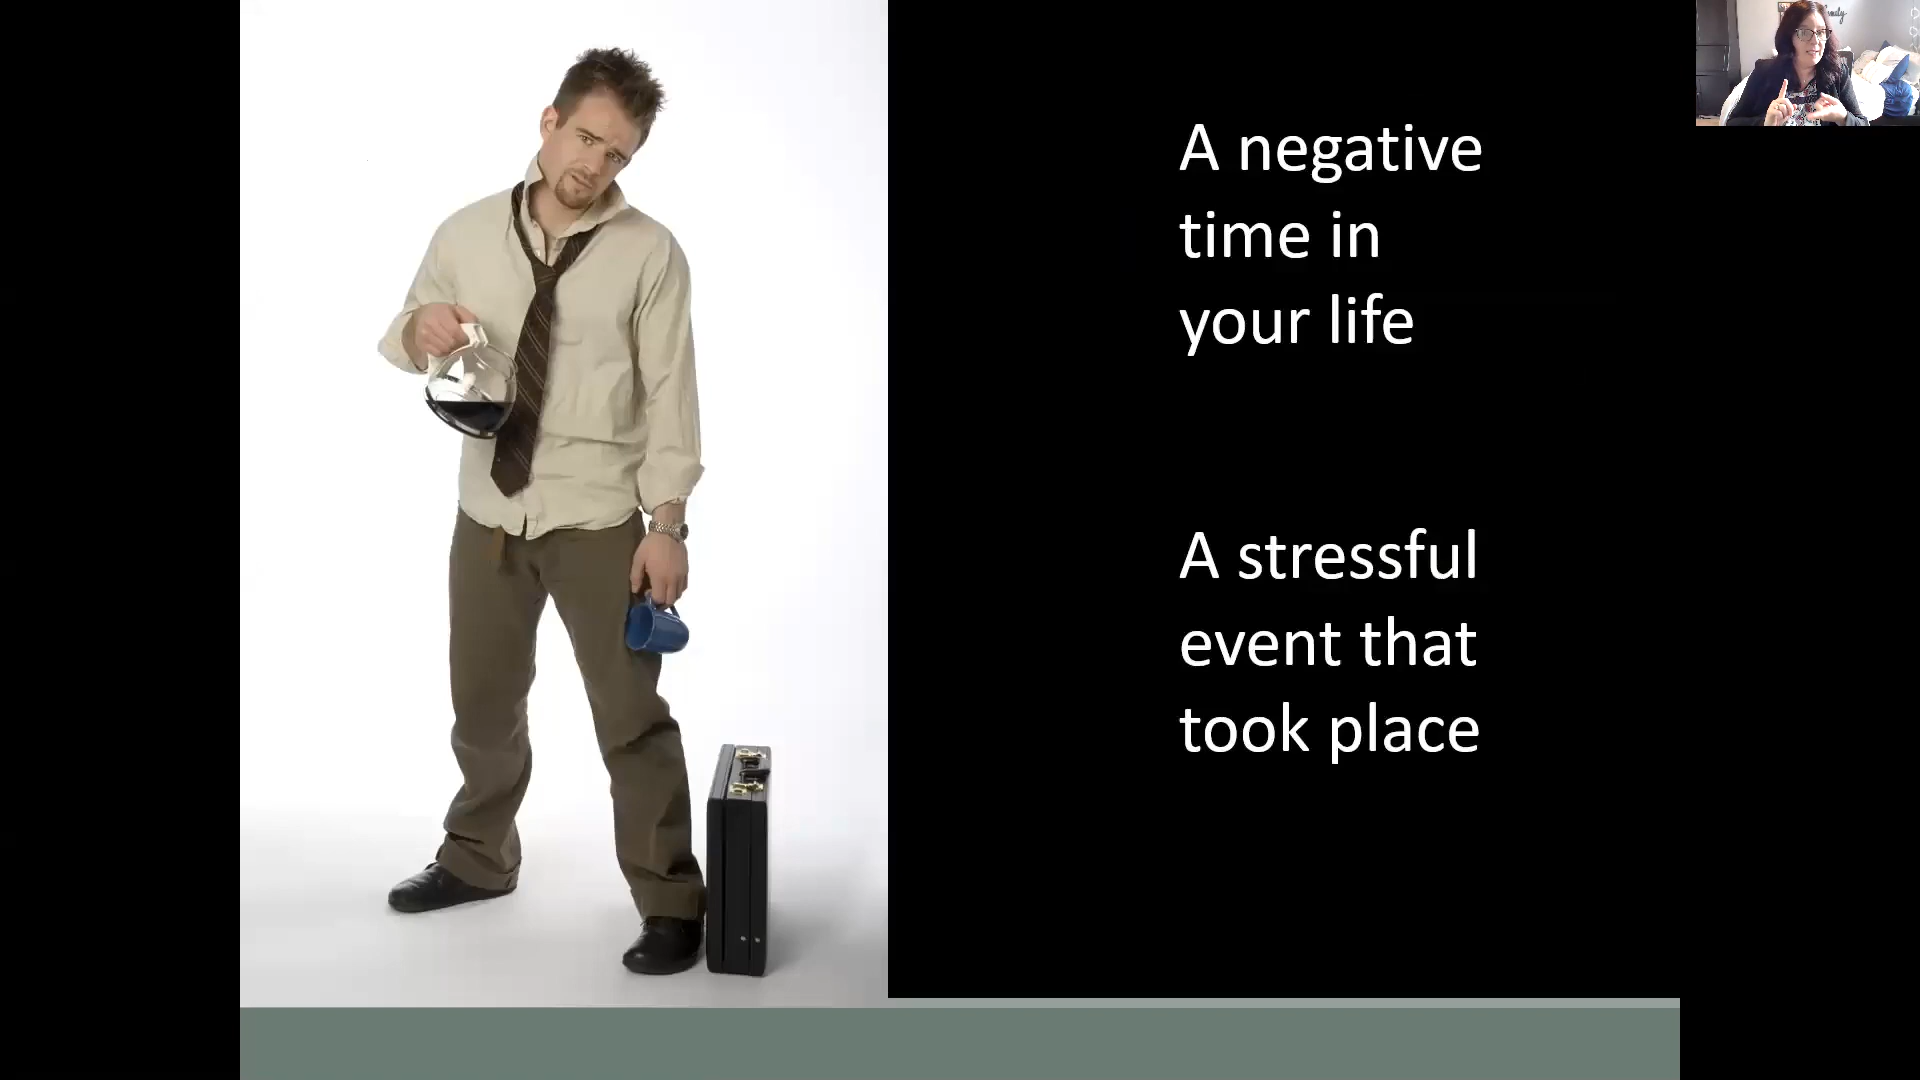 A negative
time in
your life
A stressful
event that
took place